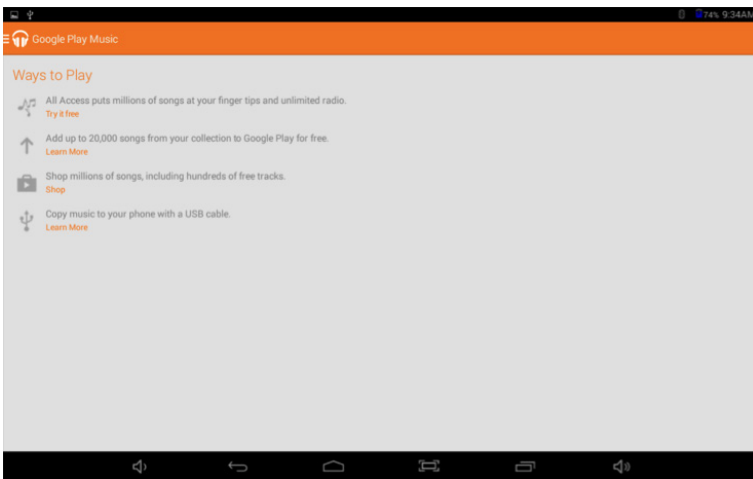 74% 9:34AM
Google Play Music
Ways to Play
All Access puts millions of songs at your finger tips and unlimited radio.
Try it free
Add up to 20,000 songs from your collection to Google Play for free.
Learn More
Shop millions of songs, including hundreds of free tracks.
Shop
Copy music to your phone with a USB cable.
Learn More